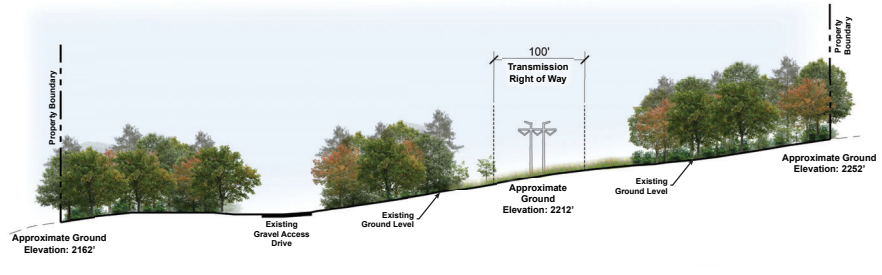 Property Boundary
100'
Transmission
Right of Way
Property
Boundary
Approximate Ground
Elevation: 2162'
Existing
Gravel Access
Drive
Existing
Ground Level
Approximate
Ground
Elevation: 2212'
Existing
Ground Level
Approximate Ground
Elevation: 2252'